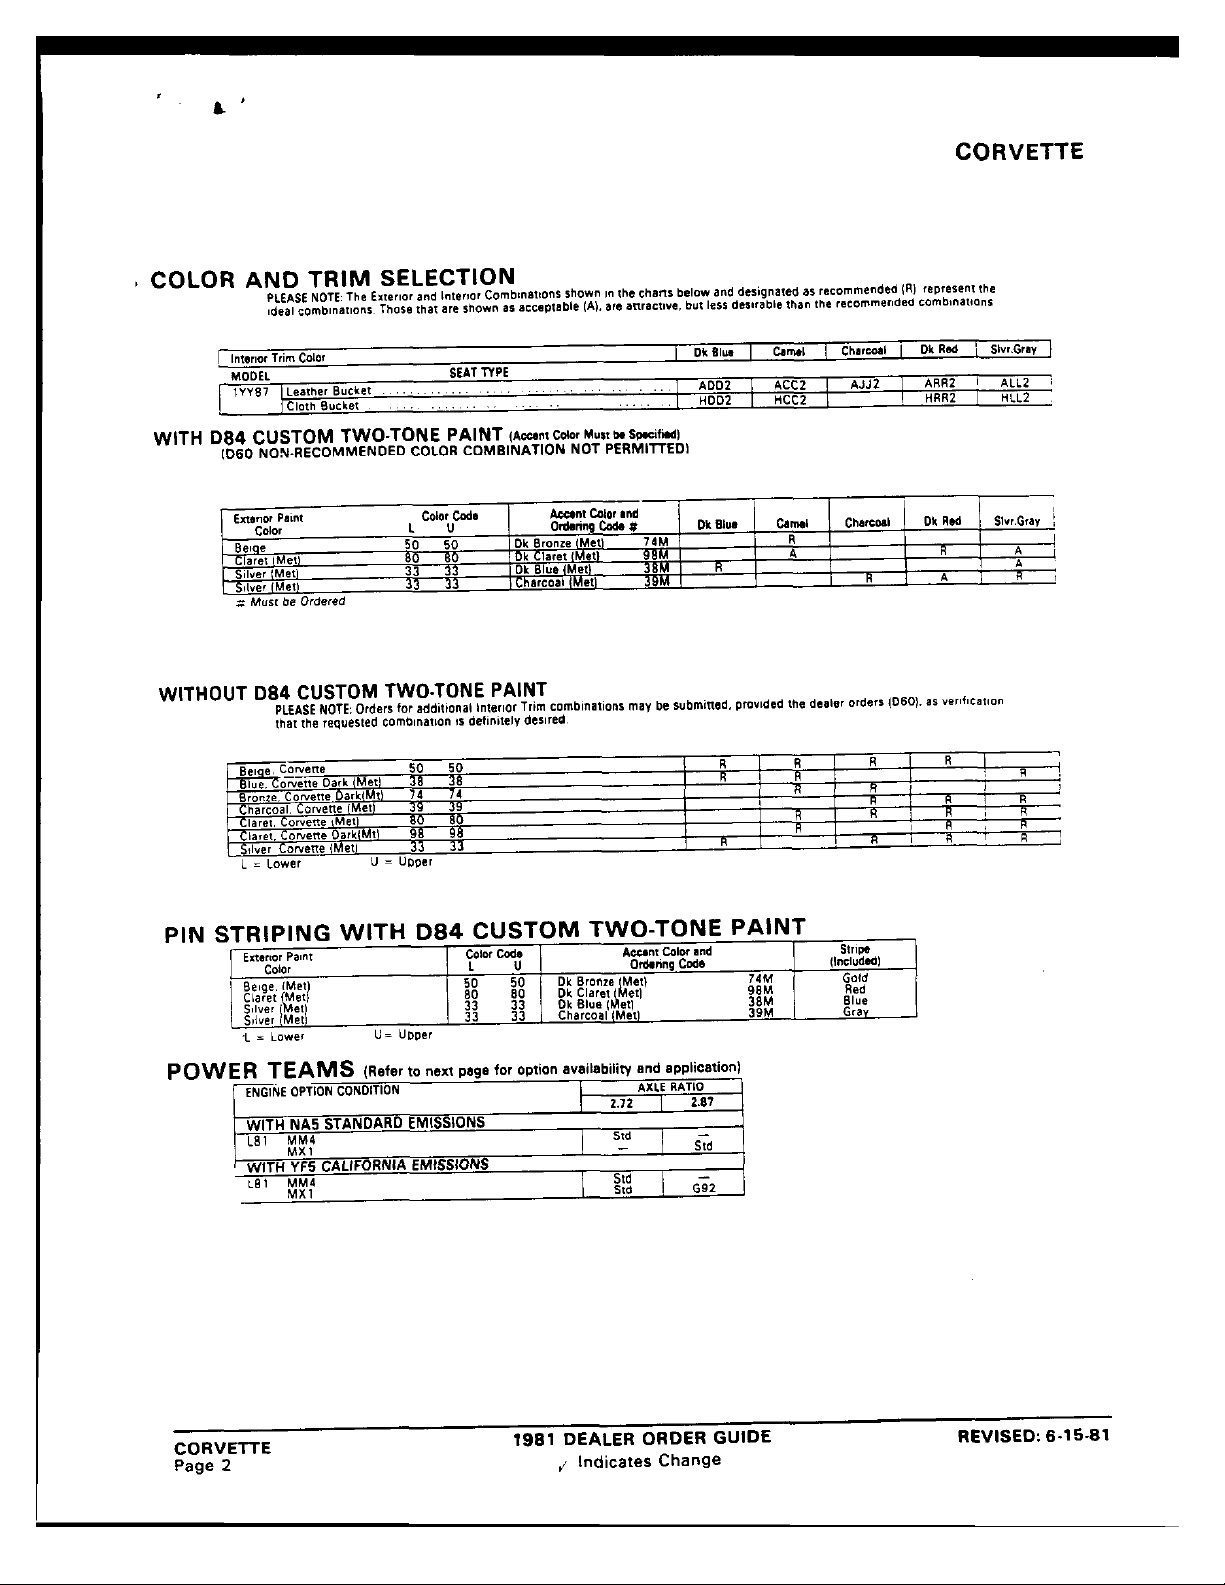 CORVETTE
COLOR AND TRIM SELECTION
PLEASE NOTE: The Exterior and Interior Combinations shown in the charts below and designated as recommended (R) represent the
ideal combinations. Those that are shown as acceptable (A), are attractive, but less desirable than the recommended combinations
Interior Trim Color Dk Blue Camel Charcoal Dk Red Slvr.Gray
MODEL SEAT TYPE
1YY87 Leather Bucket ADD2 ACC2 AJJ2 ARR2 ALL2
Cloth Bucket HDD2 HCC2 HRR2 HLL2
WITH D84 CUSTOM TWO-TONE PAINT (Accent Color Must be Specified)
(D60 NON-RECOMMENDED COLOR COMBINATION NOT PERMITTED)
Exterior Paint Color Code Accent Color and
Color L U Ordering Code # Dk Blue Camel Charcoal Dk Red Slvr.Gray
Beige 50 50 Dk Bronze (Met) 74M R
Claret (Met) 80 80 Dk Claret (Met) 98M A R A
Silver (Met) 33 33 Dk Blue (Met) 38M R A
Silver (Met) 33 33 Charcoal (Met) 39M R A R
# Must be Ordered
WITHOUT D84 CUSTOM TWO-TONE PAINT
PLEASE NOTE: Orders for additional Interior Trim combinations may be submitted, provided the dealer orders (D60), as verification
that the requested combination is definitely desired.
Beige, Corvette 50 50 R R R R
Blue, Corvette Dark (Met) 38 38 R R R
Bronze, Corvette Dark(Mt) 74 74 R R
Charcoal, Corvette (Met) 39 39 R R R
Claret, Corvette (Met) 80 80 R R R R
Claret, Corvette Dark(Mt) 98 98 R R R
Silver Corvette (Met) 33 33 R R R R
L = Lower U = Upper
PIN STRIPING WITH D84 CUSTOM TWO-TONE PAINT
Exterior Paint Color Code Accent Color and Stripe
Color L U Ordering Code (Included)
Beige, (Met) 50 50 Dk Bronze (Met) 74M Gold
Claret (Met) 80 80 Dk Claret (Met) 98M Red
Silver (Met) 33 33 Dk Blue (Met) 38M Blue
Silver (Met) 33 33 Charcoal (Met) 39M Gray
L = Lower U = Upper
POWER TEAMS (Refer to next page for option availability and application)
ENGINE OPTION CONDITION AXLE RATIO
2.72 2.87
WITH NA5 STANDARD EMISSIONS
L81 MM4 Std —
MX1 — Std
WITH YF5 CALIFORNIA EMISSIONS
L81 MM4 Std —
MX1 Std G92
CORVETTE 1981 DEALER ORDER GUIDE REVISED: 6-15-81
Page 2 ✓ Indicates Change